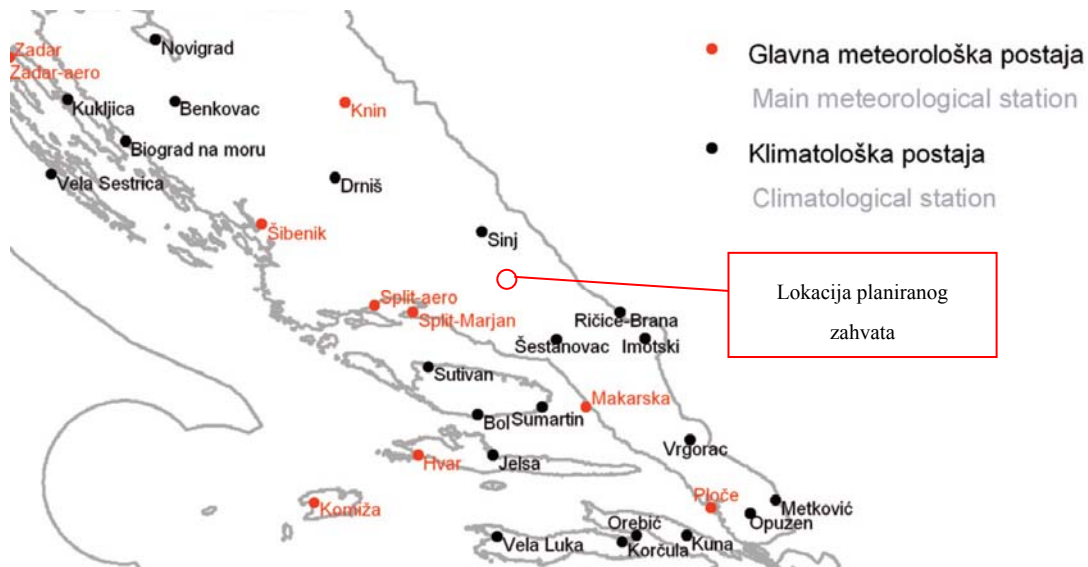 Zadar
Novigrad
Zadar-aero
Kukljica
Benkovac
Knin
Biograd na moru
Vela Sestrica
Drniš
Šibenik
Sinj
Split-aero
Split-Marjan
Ričice-Brana
Šestanovac
Imotski
Sutivan
Makarska
Bol
Sumartin
Vrgorac
Hvar
Jelsa
Komiža
Ploče
Metković
Opuzen
Orebić
Vela Luka
Korčula
Kuna
Glavna meteorološka postaja
Main meteorological station
Klimatološka postaja
Climatological station
Lokacija planiranog
zahvata